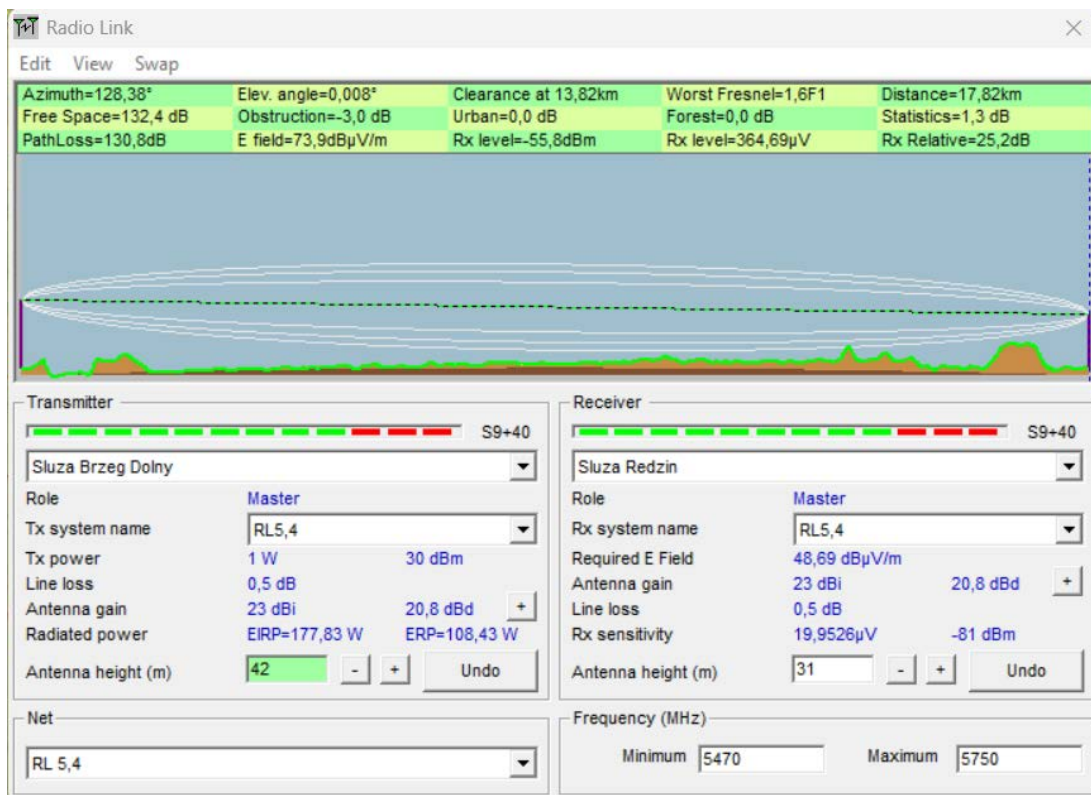 Radio Link
Edit View Swap
Azimuth=128,38° Elev. angle=0,008° Clearance at 13,82km Worst Fresnel=1,6F1 Distance=17,82km
Free Space=132,4 dB Obstruction=-3,0 dB Urban=0,0 dB Forest=0,0 dB Statistics=1,3 dB
PathLoss=130,8dB E field=73,9dBµV/m Rx level=-55,8dBm Rx level=364,69µV Rx Relative=25,2dB
Transmitter
S9+40
Sluza Brzeg Dolny
Role Master
Tx system name RL5,4
Tx power 1 W 30 dBm
Line loss 0,5 dB
Antenna gain 23 dBi 20,8 dBd +
Radiated power EIRP=177,83 W ERP=108,43 W
Antenna height (m) 42 - + Undo
Receiver
S9+40
Sluza Redzin
Role Master
Rx system name RL5,4
Required E Field 48,69 dBµV/m
Antenna gain 23 dBi 20,8 dBd +
Line loss 0,5 dB
Rx sensitivity 19,9526µV -81 dBm
Antenna height (m) 31 - + Undo
Net
RL 5,4
Frequency (MHz)
Minimum 5470 Maximum 5750